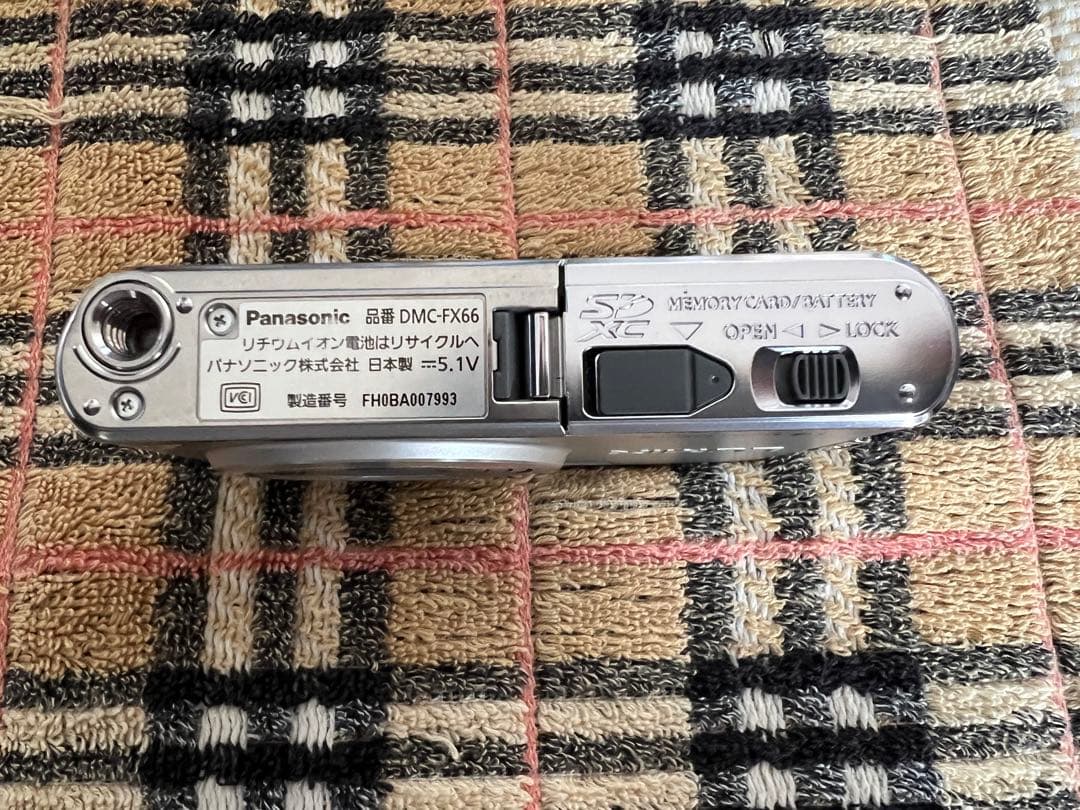 Panasonic 品番 DMC-FX66
リチウムイオン電池はリサイクルへ
パナソニック株式会社 日本製 ⎓5.1V
VCI 製造番号 FH0BA007993
SD XC
MEMORY CARD/BATTERY
OPEN ◁ ▷ LOCK
LUMIX